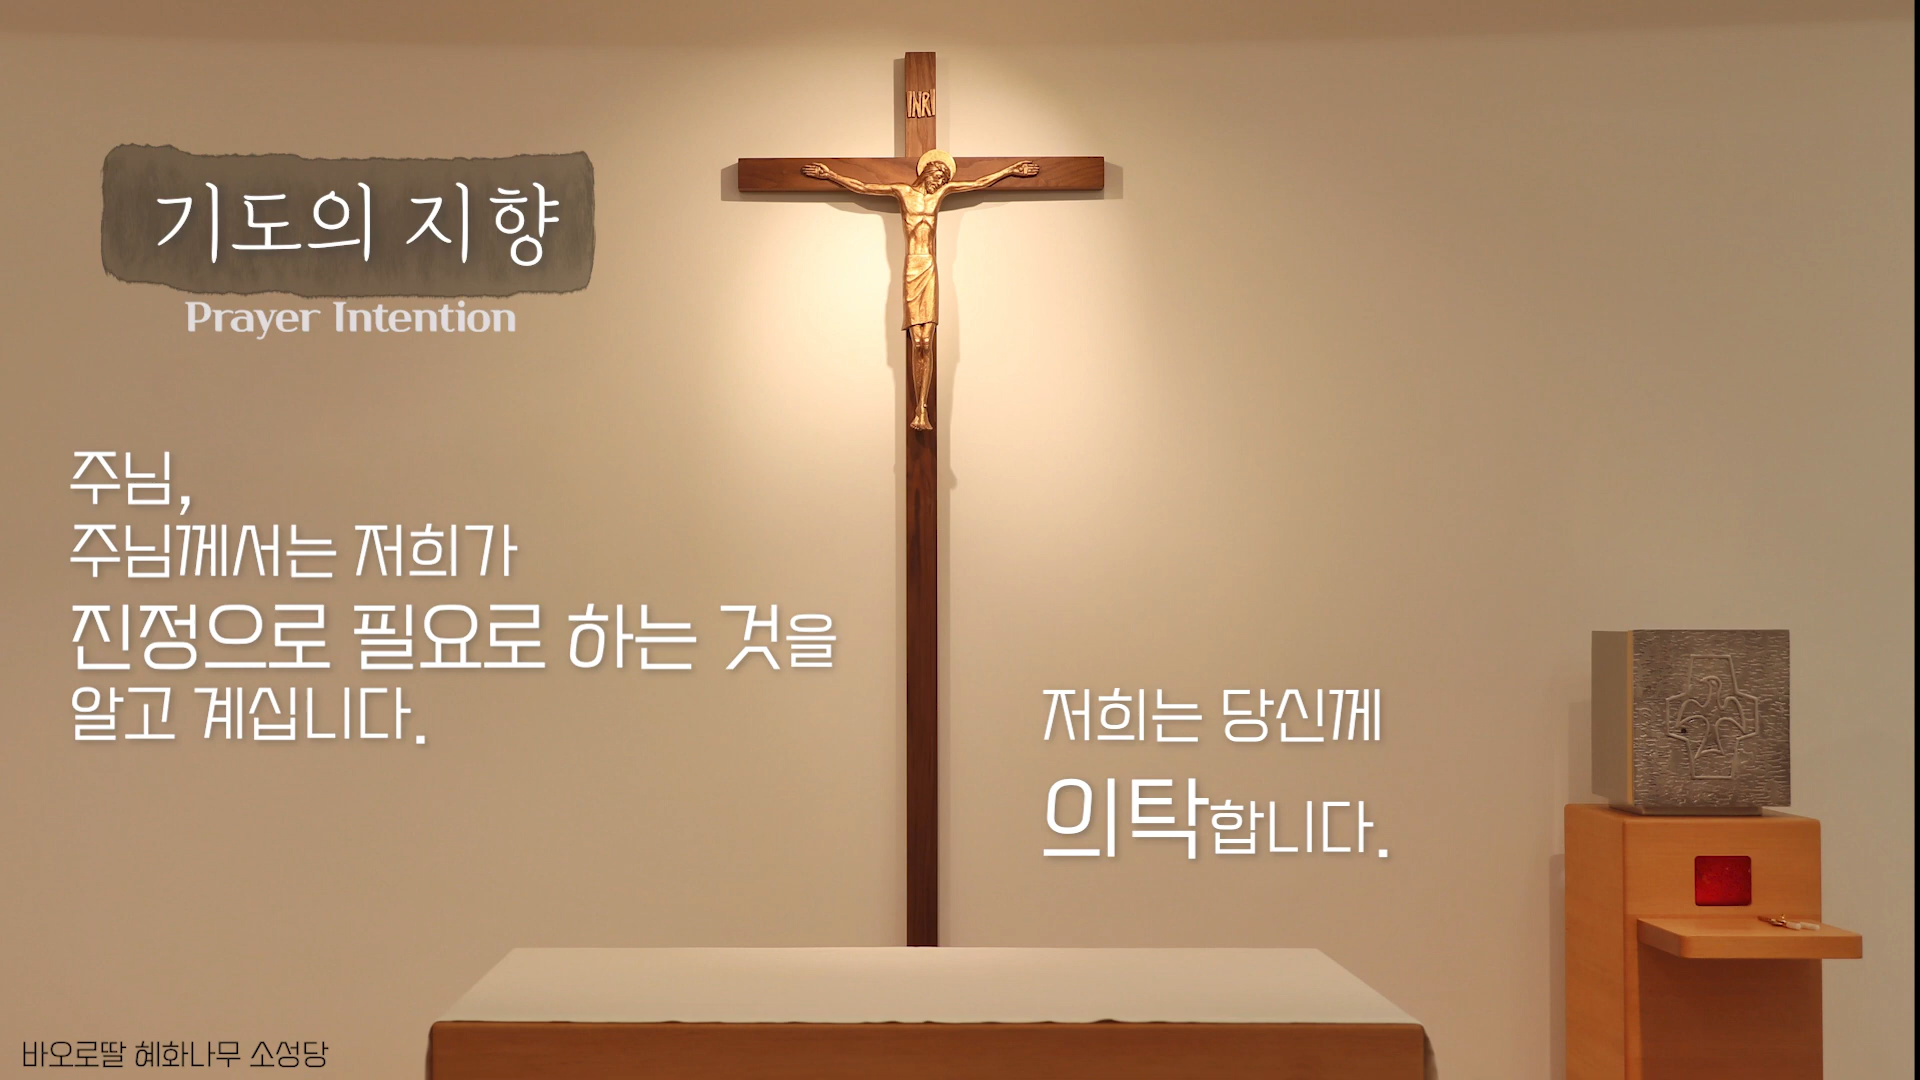 INRI
기도의 지향
Prayer Intention
주님,
주님께서는 저희가
진정으로 필요로 하는 것을
알고 계십니다.
저희는 당신께
의탁합니다.
바오로딸 혜화나무 소성당